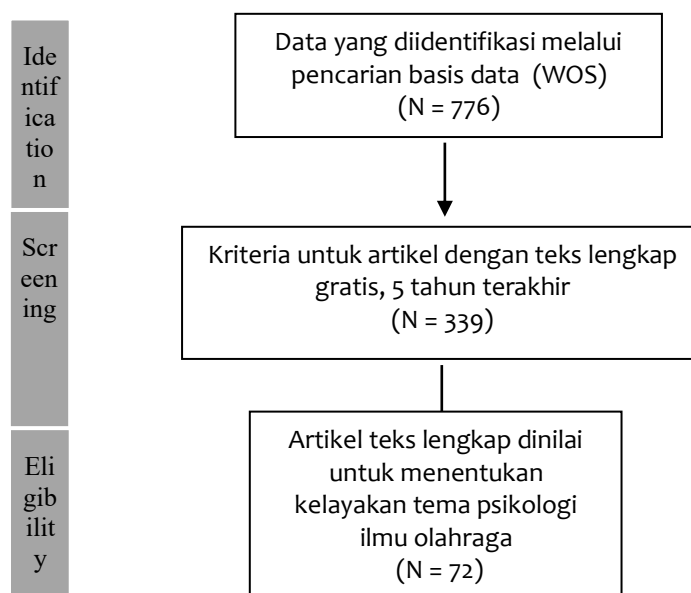 Ide
ntif
ica
tio
n
Data yang diidentifikasi melalui
pencarian basis data (WOS)
(N = 776)
Scr
een
ing
Kriteria untuk artikel dengan teks lengkap
gratis, 5 tahun terakhir
(N = 339)
Eli
gib
ilit
y
Artikel teks lengkap dinilai
untuk menentukan
kelayakan tema psikologi
ilmu olahraga
(N = 72)